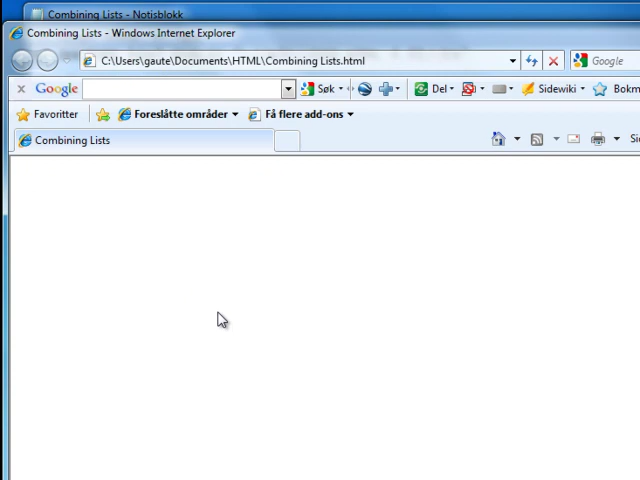 Combining Lists - Notisblokk
Combining Lists - Windows Internet Explorer
C:\Users\gaute\Documents\HTML\Combining Lists.html
Google
x Google
Søk
Del
Sidewiki
Bokm
Favoritter
Foreslåtte områder
Få flere add-ons
Combining Lists
Si